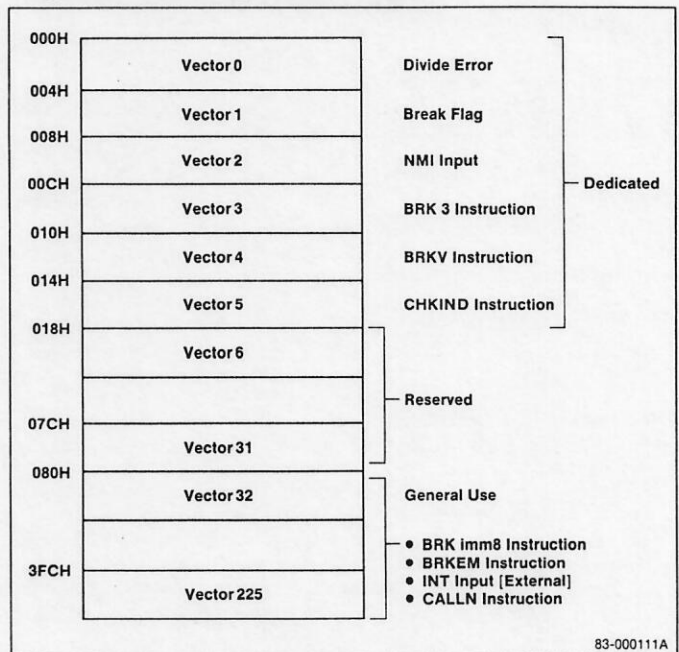 000H
Vector 0 Divide Error
004H
Vector 1 Break Flag
008H
Vector 2 NMI Input
00CH
Dedicated
Vector 3 BRK 3 Instruction
010H
Vector 4 BRKV Instruction
014H
Vector 5 CHKIND Instruction
018H
Vector 6
Reserved
07CH
Vector 31
080H
Vector 32 General Use
• BRK imm8 Instruction
• BRKEM Instruction
3FCH
• INT Input [External]
Vector 225
• CALLN Instruction
83-000111A